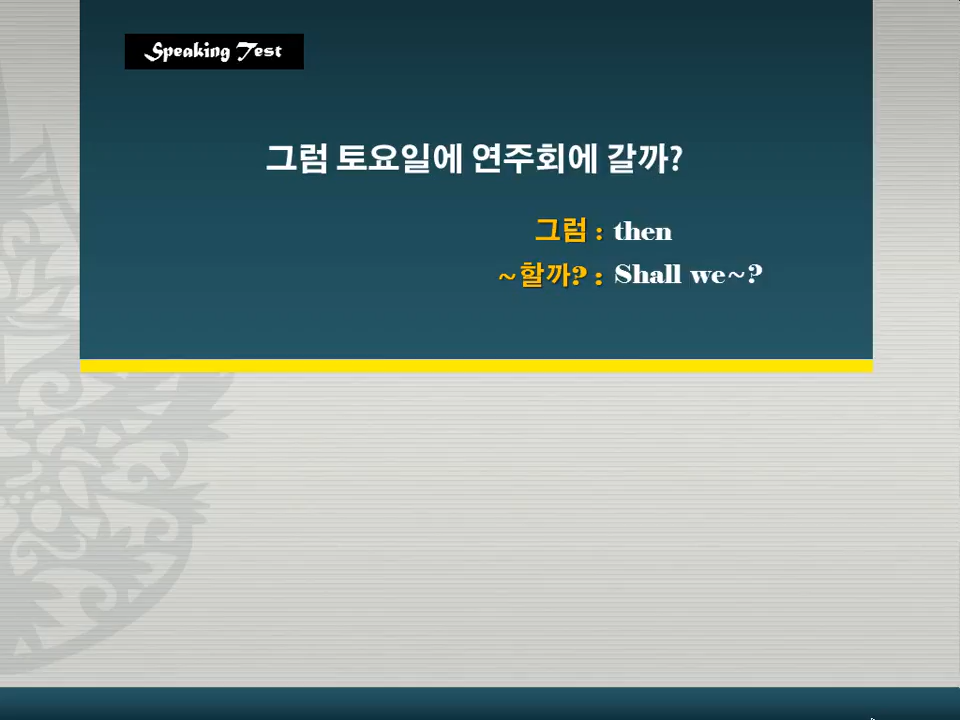 Speaking Test
그럼 토요일에 연주회에 갈까?
그럼 : then
~할까? : Shall we~?